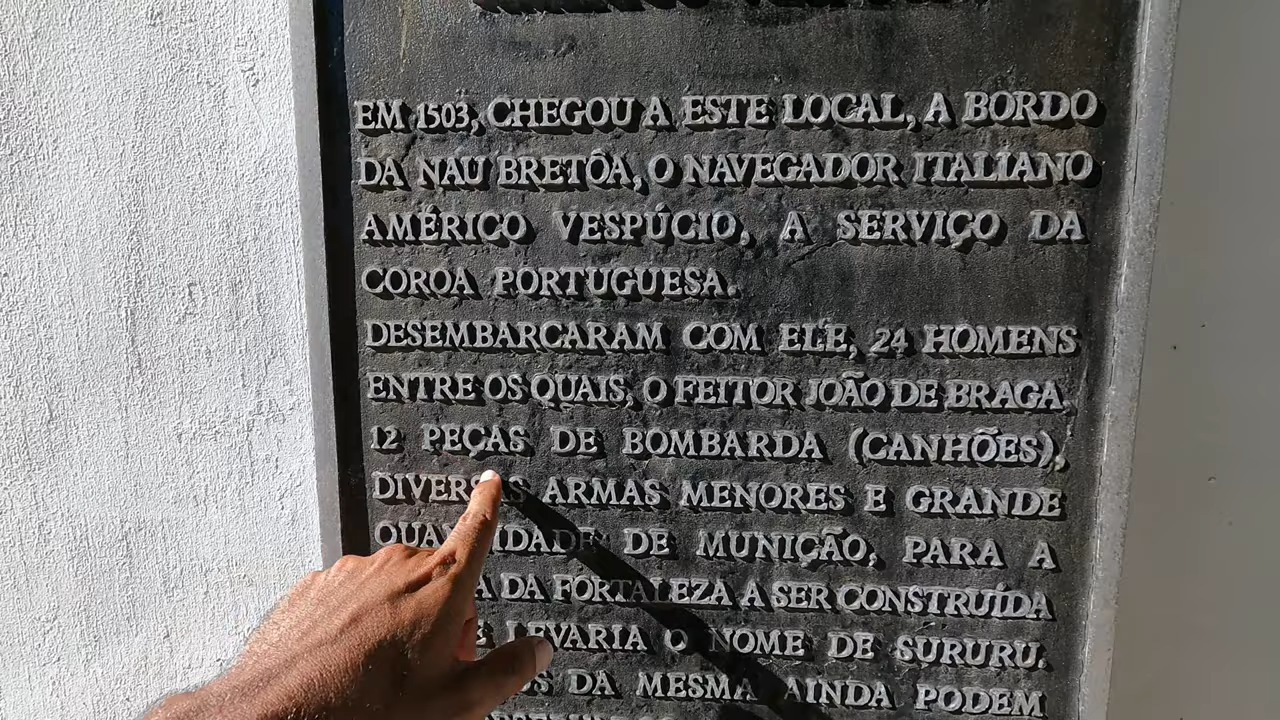 EM 1503, CHEGOU A ESTE LOCAL, A BORDO
DA NAU BRETÔA, O NAVEGADOR ITALIANO
AMÉRICO VESPÚCIO, A SERVIÇO DA
COROA PORTUGUESA.
DESEMBARCARAM COM ELE, 24 HOMENS
ENTRE OS QUAIS, O FEITOR JOÃO DE BRAGA.
12 PEÇAS DE BOMBARDA (CANHÕES),
DIVERSAS ARMAS MENORES E GRANDE
QUANTIDADE DE MUNIÇÃO, PARA A
DA FORTALEZA A SER CONSTRUÍDA
LEVARIA O NOME DE SURURU.
DA MESMA AINDA PODEM